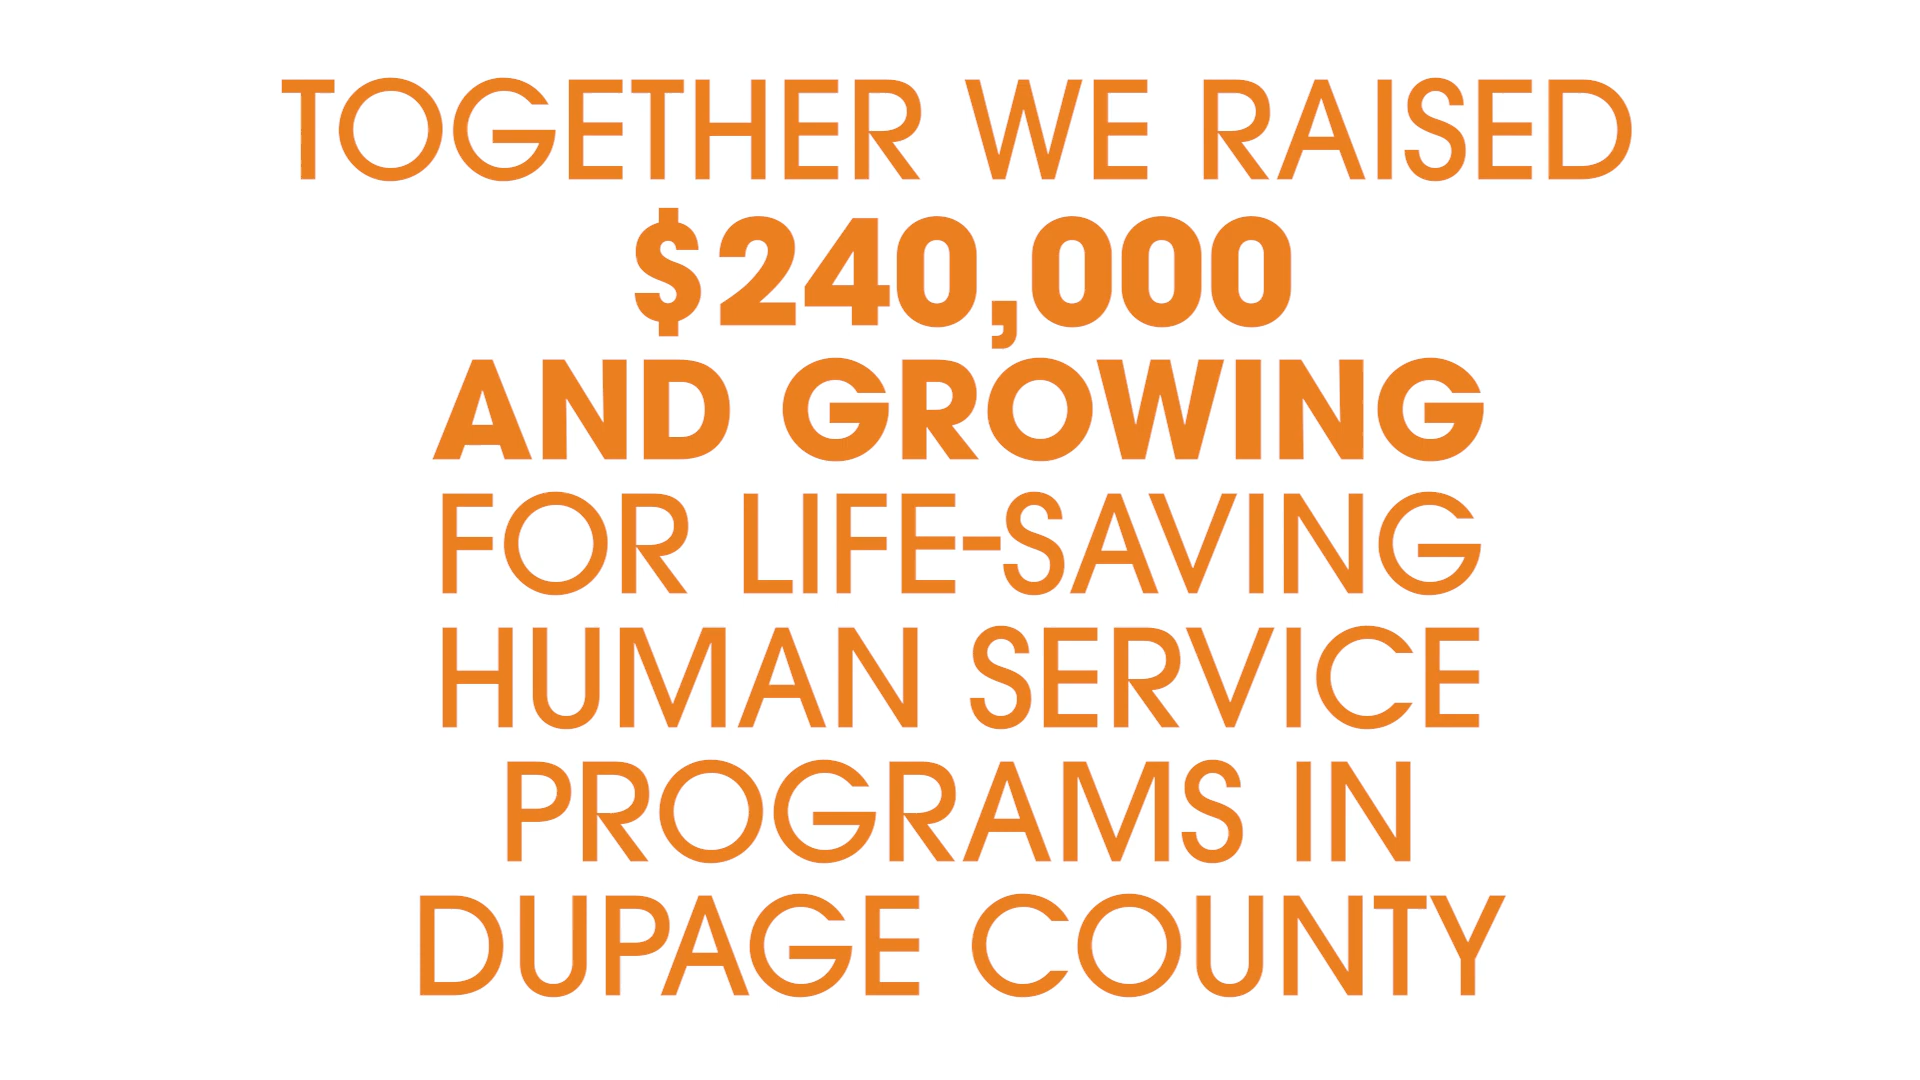 TOGETHER WE RAISED
$240,000
AND GROWING
FOR LIFE-SAVING
HUMAN SERVICE
PROGRAMS IN
DUPAGE COUNTY